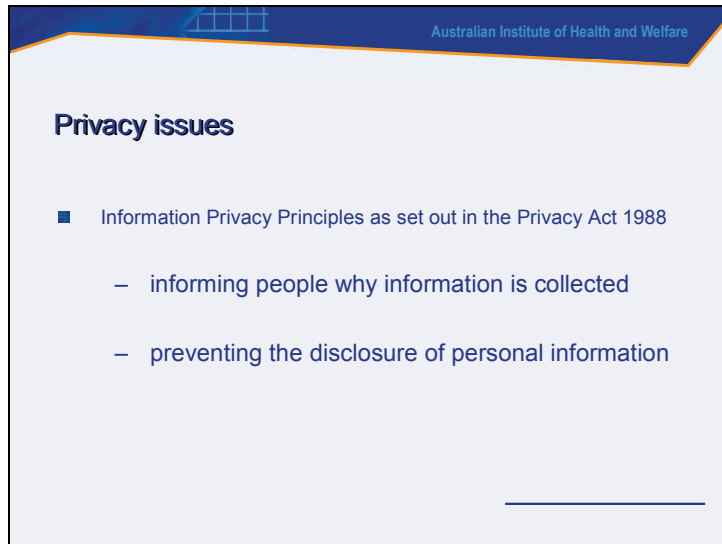 Australian Institute of Health and Welfare
Privacy issues
Information Privacy Principles as set out in the Privacy Act 1988
– informing people why information is collected
– preventing the disclosure of personal information